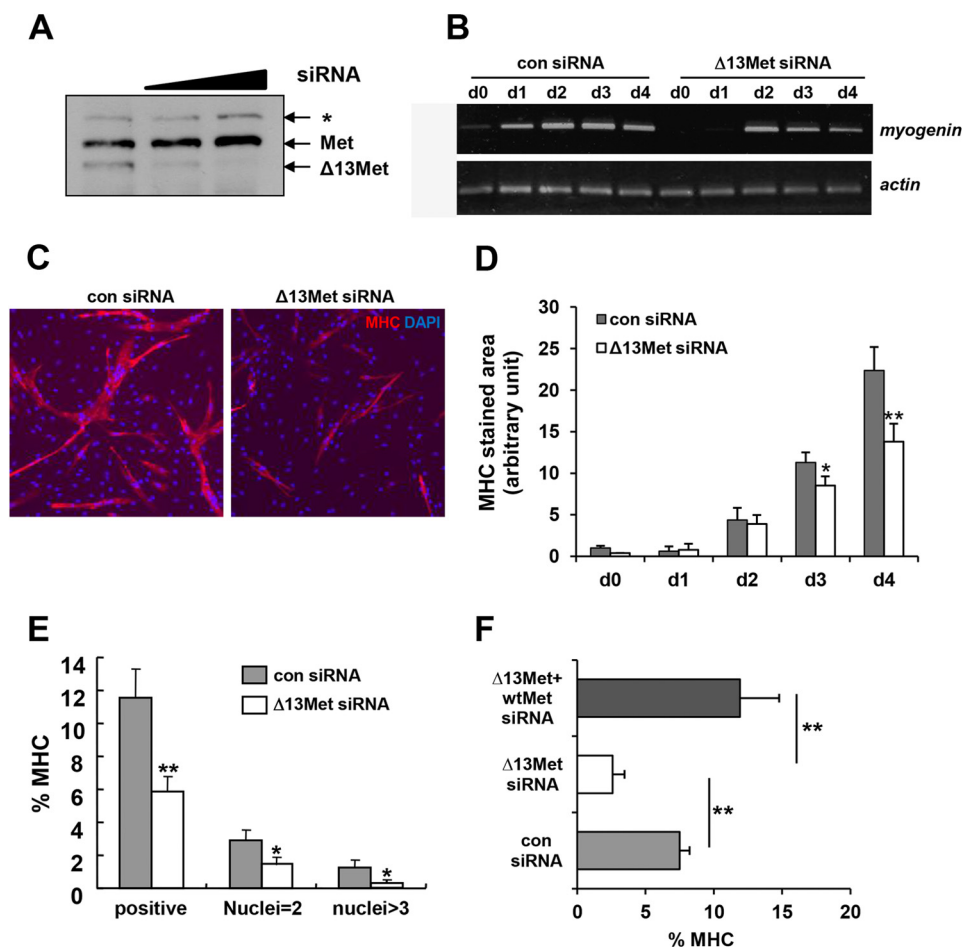 A
siRNA
*
Met
Δ13Met
B
con siRNA
Δ13Met siRNA
d0 d1 d2 d3 d4 d0 d1 d2 d3 d4
myogenin
actin
C
con siRNA
Δ13Met siRNA
MHC DAPI
D
MHC stained area
(arbitrary unit)
30
25
20
15
10
5
0
con siRNA
Δ13Met siRNA
*
**
d0 d1 d2 d3 d4
E
% MHC
14
12
10
8
6
4
2
0
con siRNA
Δ13Met siRNA
**
*
*
positive Nuclei=2 nuclei>3
F
Δ13Met+
wtMet
siRNA
Δ13Met
siRNA
con
siRNA
**
**
0 5 10 15 20
% MHC